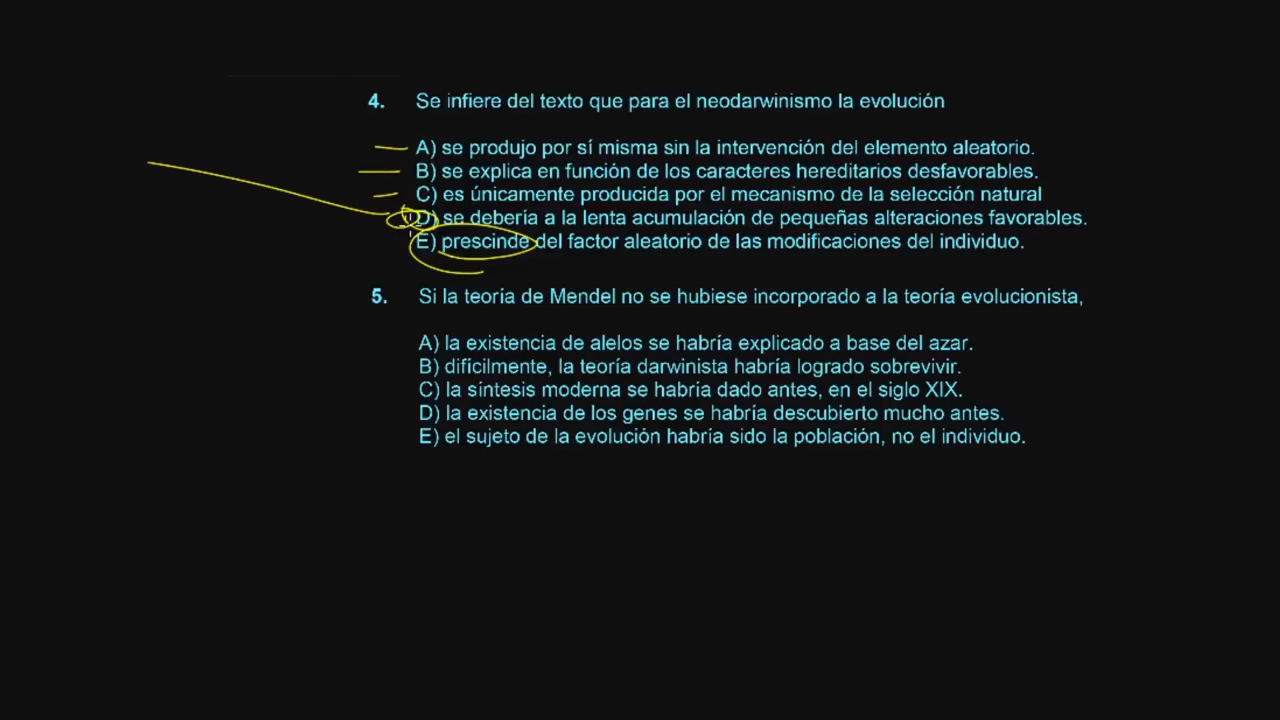 4. Se infiere del texto que para el neodarwinismo la evolución
A) se produjo por sí misma sin la intervención del elemento aleatorio.
B) se explica en función de los caracteres hereditarios desfavorables.
C) es únicamente producida por el mecanismo de la selección natural
D) se debería a la lenta acumulación de pequeñas alteraciones favorables.
E) prescinde del factor aleatorio de las modificaciones del individuo.
5. Si la teoría de Mendel no se hubiese incorporado a la teoría evolucionista,
A) la existencia de alelos se habría explicado a base del azar.
B) difícilmente, la teoría darwinista habría logrado sobrevivir.
C) la síntesis moderna se habría dado antes, en el siglo XIX.
D) la existencia de los genes se habría descubierto mucho antes.
E) el sujeto de la evolución habría sido la población, no el individuo.